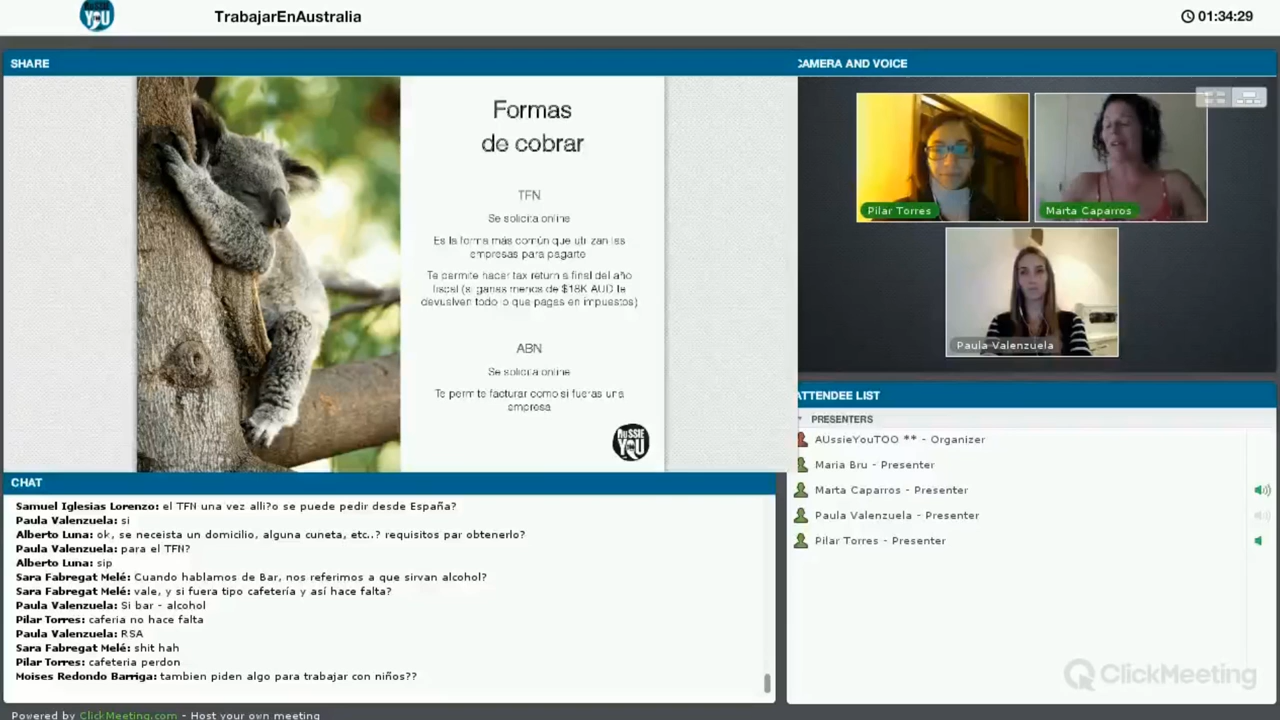 AUSSIE
YOU
TrabajarEnAustralia
01:34:29
SHARE
Formas
de cobrar
TFN
Se solicita online
Es la forma más común que utilizan las
empresas para pagarte
Te permite hacer tax return a final del año
fiscal (si ganas menos de $18K AUD te
devuelven todo lo que pagas en impuestos)
ABN
Se solicita online
Te permite facturar como si fueras una
empresa
AUSSIE
YOU
CAMERA AND VOICE
Pilar Torres
Marta Caparros
Paula Valenzuela
ATTENDEE LIST
PRESENTERS
AUssieYouTOO ** - Organizer
Maria Bru - Presenter
Marta Caparros - Presenter
Paula Valenzuela - Presenter
Pilar Torres - Presenter
CHAT
Samuel Iglesias Lorenzo: el TFN una vez alli?o se puede pedir desde España?
Paula Valenzuela: si
Alberto Luna: ok, se neceista un domicilio, alguna cuneta, etc..? requisitos par obtenerlo?
Paula Valenzuela: para el TFN?
Alberto Luna: sip
Sara Fabregat Melé: Cuando hablamos de Bar, nos referimos a que sirvan alcohol?
Sara Fabregat Melé: vale, y si fuera tipo cafetería y así hace falta?
Paula Valenzuela: Si bar - alcohol
Pilar Torres: caferia no hace falta
Paula Valenzuela: RSA
Sara Fabregat Melé: shit hah
Pilar Torres: cafeteria perdon
Moises Redondo Barriga: tambien piden algo para trabajar con niños??
ClickMeeting
Powered by ClickMeeting.com - Host your own meeting